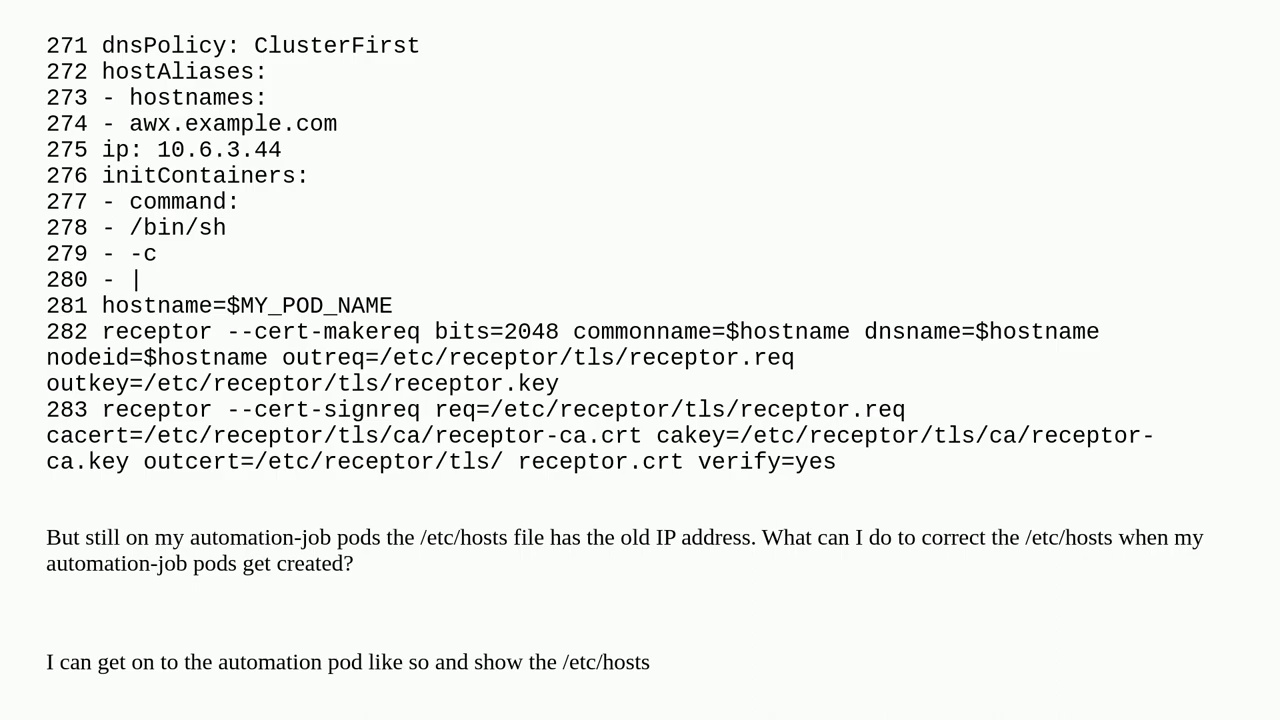 271 dnsPolicy: ClusterFirst
272 hostAliases:
273 - hostnames:
274 - awx.example.com
275 ip: 10.6.3.44
276 initContainers:
277 - command:
278 - /bin/sh
279 - -c
280 - |
281 hostname=$MY_POD_NAME
282 receptor --cert-makereq bits=2048 commonname=$hostname dnsname=$hostname
nodeid=$hostname outreq=/etc/receptor/tls/receptor.req
outkey=/etc/receptor/tls/receptor.key
283 receptor --cert-signreq req=/etc/receptor/tls/receptor.req
cacert=/etc/receptor/tls/ca/receptor-ca.crt cakey=/etc/receptor/tls/ca/receptor-
ca.key outcert=/etc/receptor/tls/ receptor.crt verify=yes
But still on my automation-job pods the /etc/hosts file has the old IP address. What can I do to correct the /etc/hosts when my
automation-job pods get created?
I can get on to the automation pod like so and show the /etc/hosts